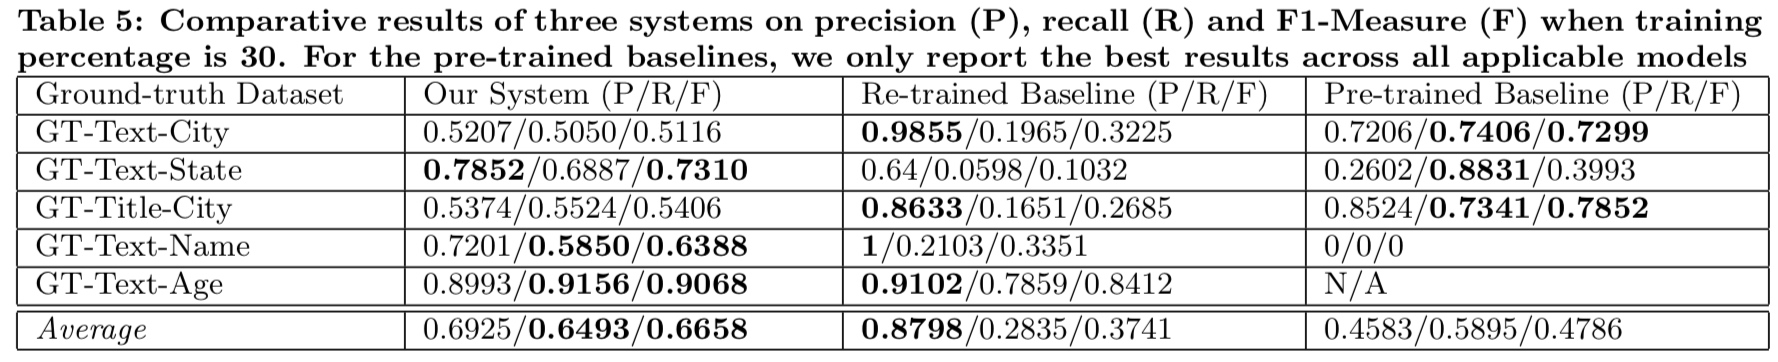 Table 5: Comparative results of three systems on precision (P), recall (R) and F1-Measure (F) when training
percentage is 30. For the pre-trained baselines, we only report the best results across all applicable models
Ground-truth Dataset Our System (P/R/F) Re-trained Baseline (P/R/F) Pre-trained Baseline (P/R/F)
GT-Text-City 0.5207/0.5050/0.5116 0.9855/0.1965/0.3225 0.7206/0.7406/0.7299
GT-Text-State 0.7852/0.6887/0.7310 0.64/0.0598/0.1032 0.2602/0.8831/0.3993
GT-Title-City 0.5374/0.5524/0.5406 0.8633/0.1651/0.2685 0.8524/0.7341/0.7852
GT-Text-Name 0.7201/0.5850/0.6388 1/0.2103/0.3351 0/0/0
GT-Text-Age 0.8993/0.9156/0.9068 0.9102/0.7859/0.8412 N/A
Average 0.6925/0.6493/0.6658 0.8798/0.2835/0.3741 0.4583/0.5895/0.4786